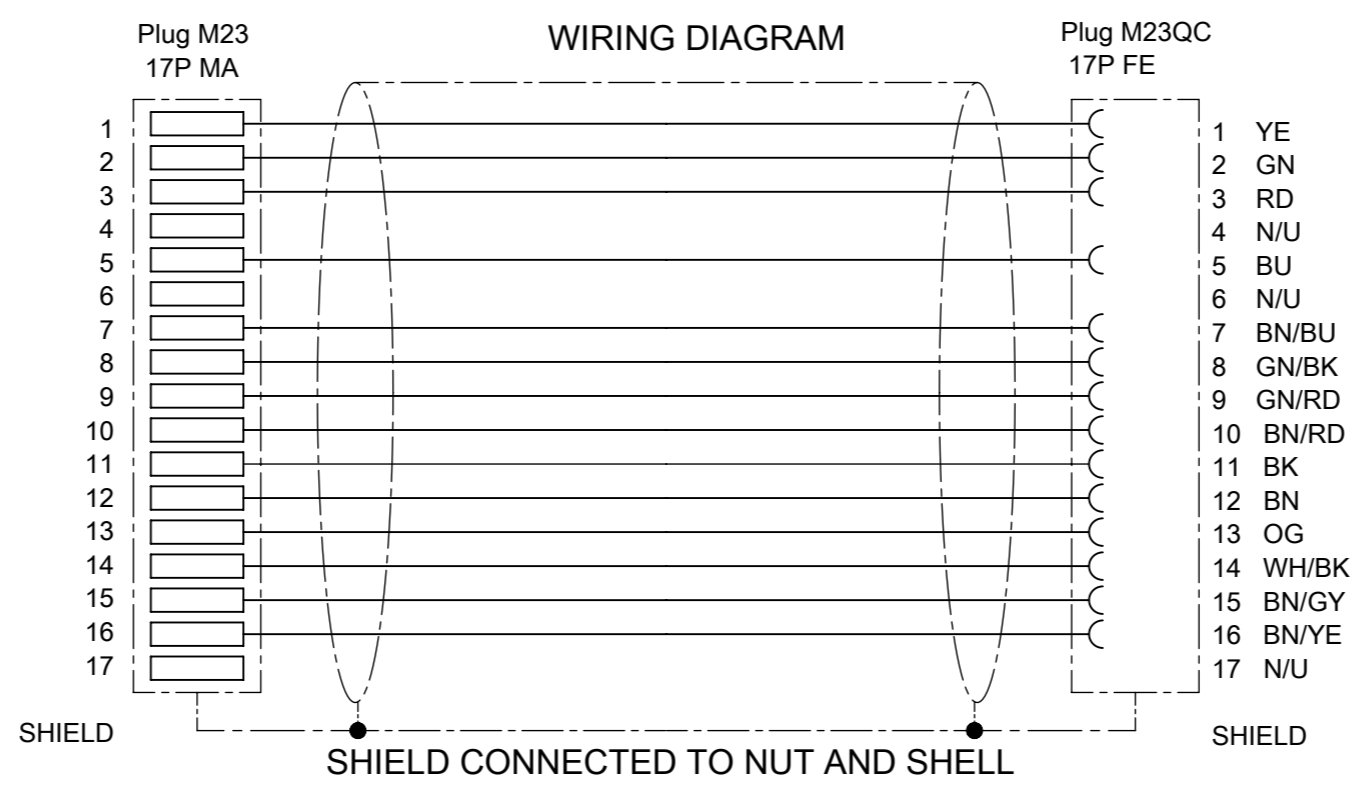 Plug M23
17P MA
WIRING DIAGRAM
Plug M23QC
17P FE
1
2
3
4
5
6
7
8
9
10
11
12
13
14
15
16
17
1 YE
2 GN
3 RD
4 N/U
5 BU
6 N/U
7 BN/BU
8 GN/BK
9 GN/RD
10 BN/RD
11 BK
12 BN
13 OG
14 WH/BK
15 BN/GY
16 BN/YE
17 N/U
SHIELD
SHIELD
SHIELD CONNECTED TO NUT AND SHELL